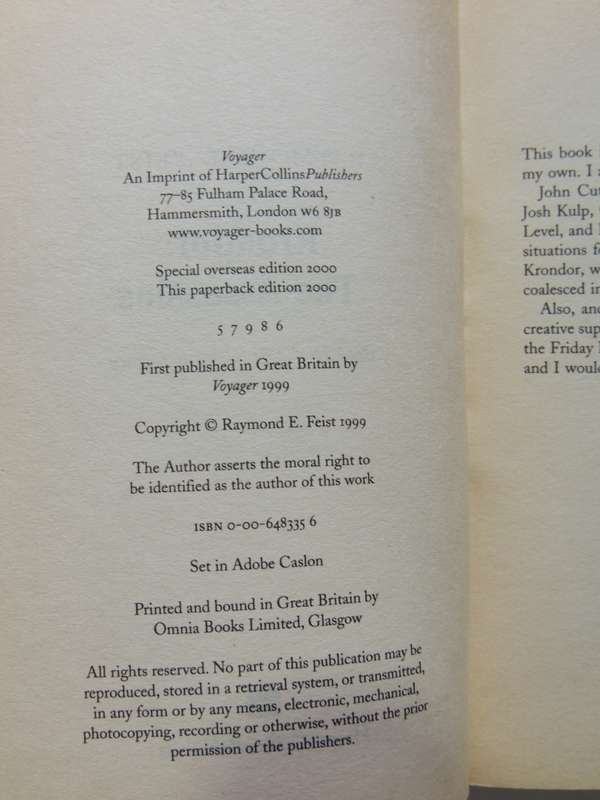 Voyager
An Imprint of HarperCollinsPublishers
77–85 Fulham Palace Road,
Hammersmith, London W6 8JB
www.voyager-books.com
Special overseas edition 2000
This paperback edition 2000
5 7 9 8 6
First published in Great Britain by
Voyager 1999
Copyright © Raymond E. Feist 1999
The Author asserts the moral right to
be identified as the author of this work
ISBN 0-00-648335 6
Set in Adobe Caslon
Printed and bound in Great Britain by
Omnia Books Limited, Glasgow
All rights reserved. No part of this publication may be
reproduced, stored in a retrieval system, or transmitted,
in any form or by any means, electronic, mechanical,
photocopying, recording or otherwise, without the prior
permission of the publishers.
This book
my own. I
John
Josh Kulp,
Level, and
situations
Krondor,
coalesced
Also,
creative
the Friday
and I